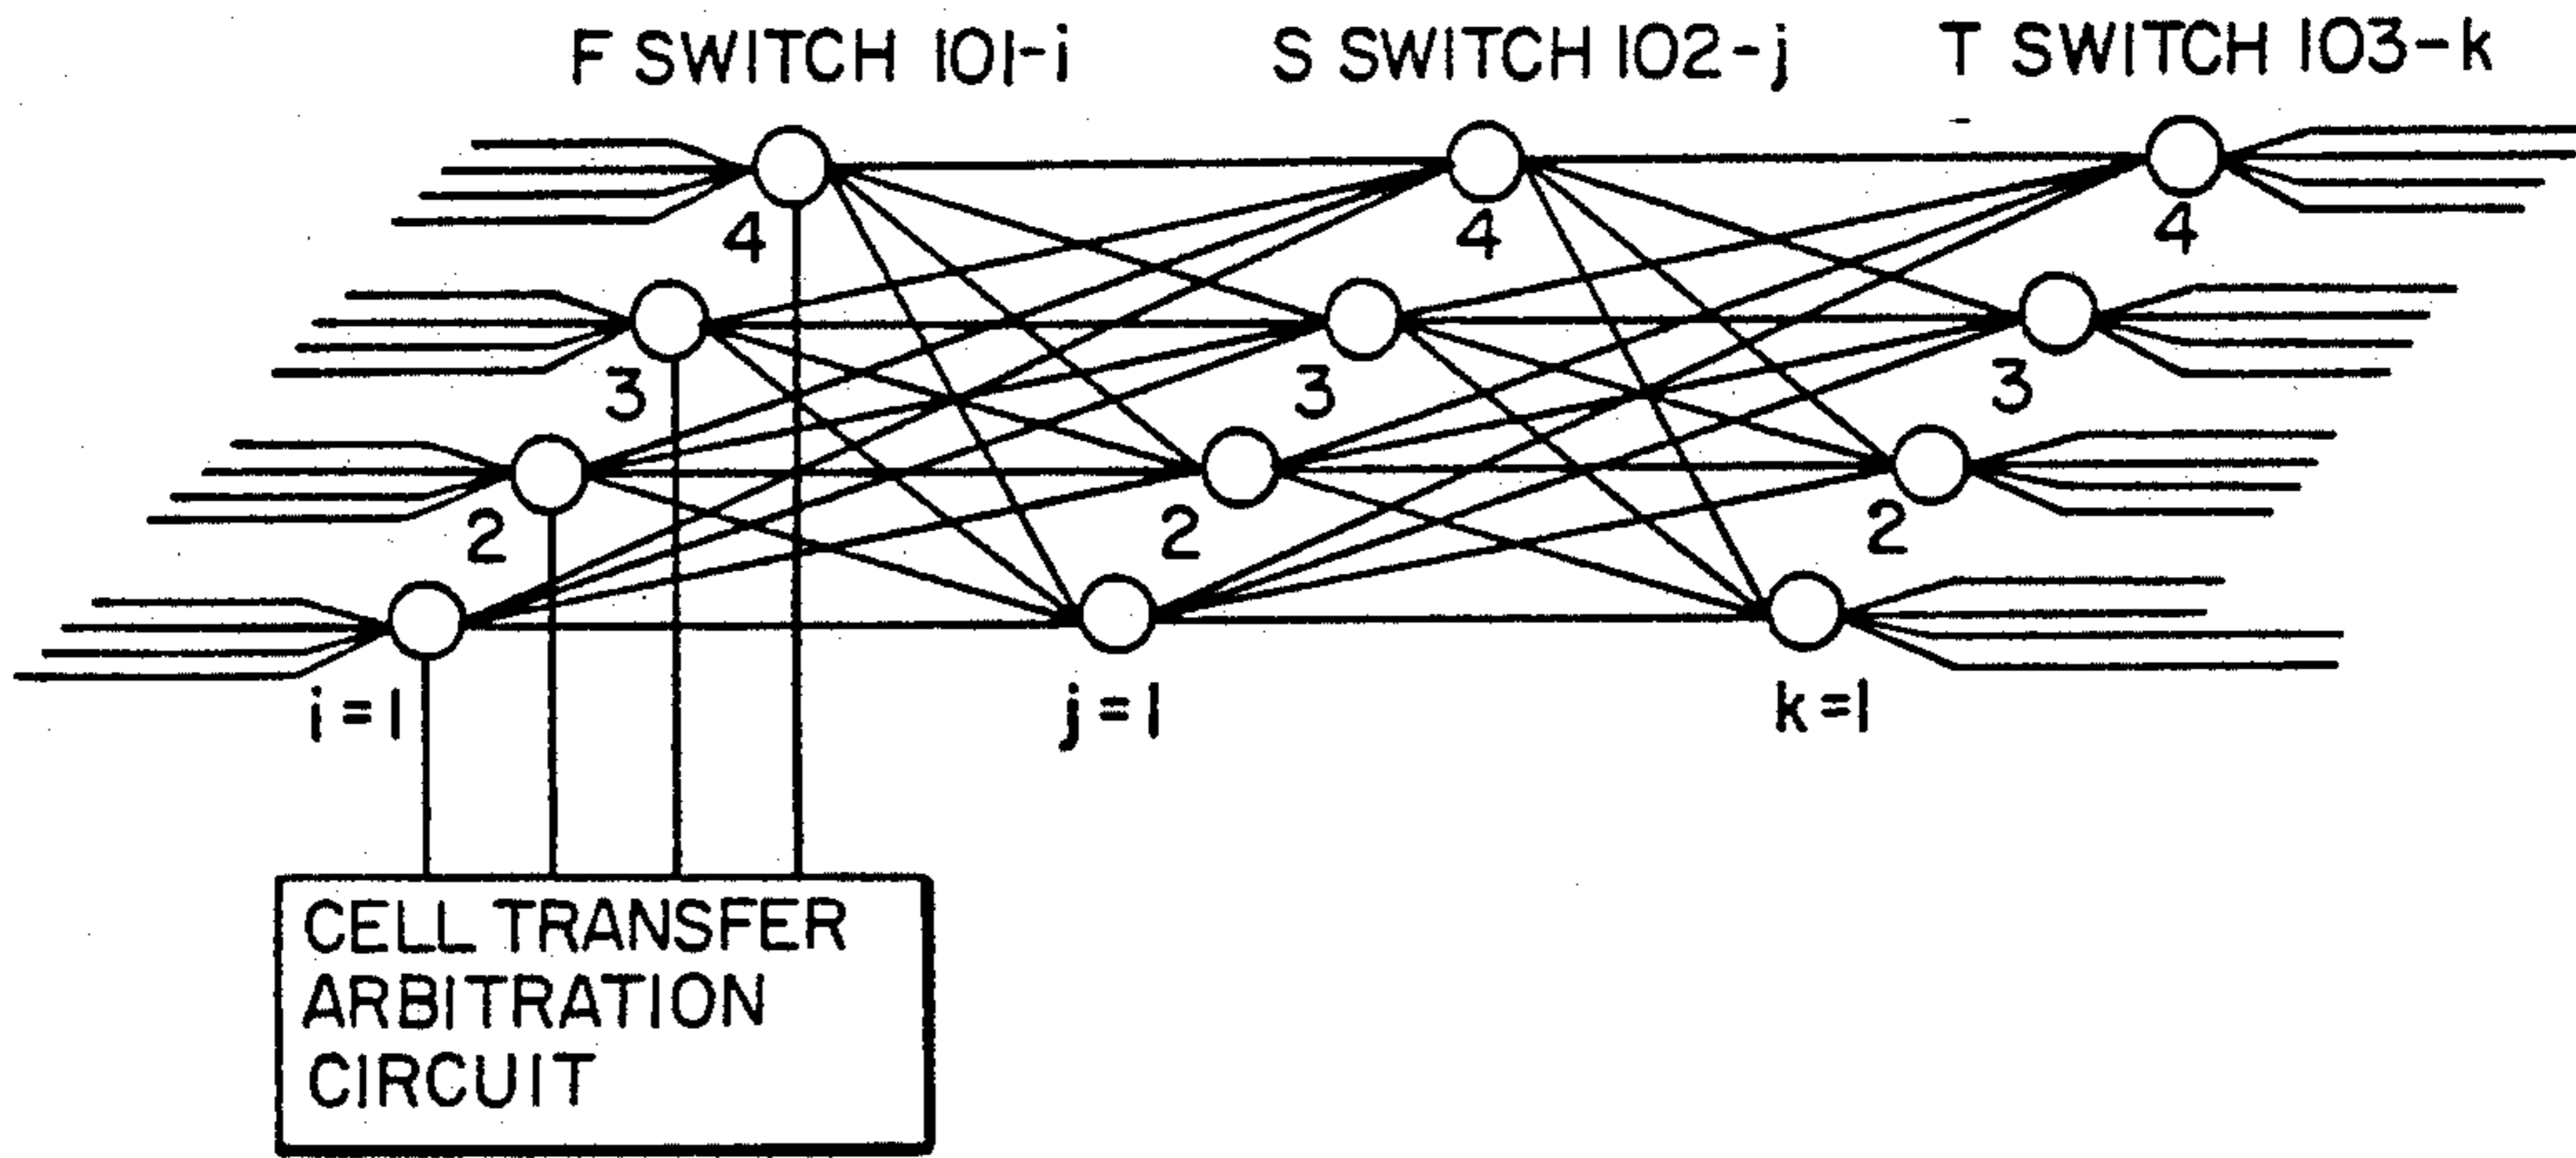 F SWITCH 101-i
S SWITCH 102-j
T SWITCH 103-k
4
4
4
3
3
3
2
2
2
i=1
j=1
k=1
CELL TRANSFER
ARBITRATION
CIRCUIT